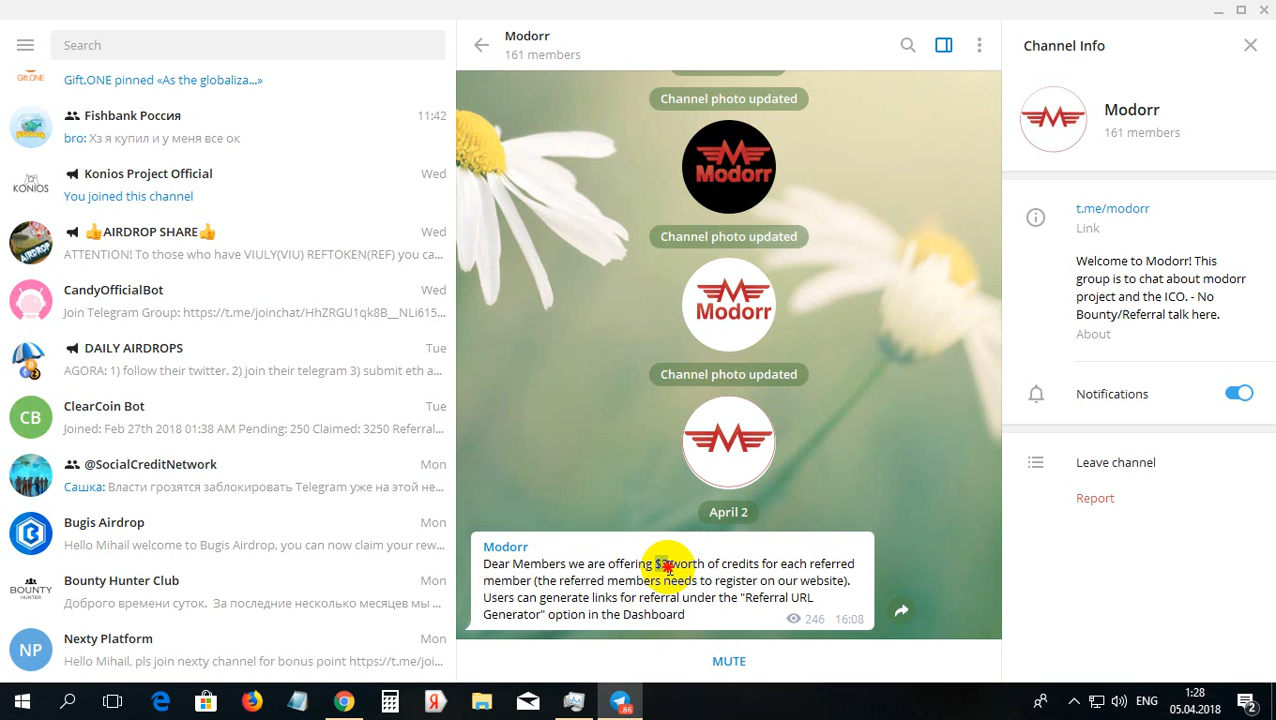 Search
Gift.ONE pinned «As the globaliza...»
Fishbank Россия
11:42
bro: Хз я купил и у меня все ок
KONIOS
Konios Project Official
Wed
You joined this channel
AIRDROP
👍AIRDROP SHARE👍
Wed
ATTENTION! To those who have VIULY(VIU) REFTOKEN(REF) you ca...
CandyOfficialBot
Wed
Join Telegram Group: https://t.me/joinchat/HhZRGU1qk8B__NLi615...
DAILY AIRDROPS
Tue
AGORA: 1) follow their twitter. 2) join their telegram 3) submit eth a...
CB
ClearCoin Bot
Tue
Joined: Feb 27th 2018 01:38 AM Pending: 250 Claimed: 3250 Referral...
@SocialCreditNetwork
Mon
Сашка: Власти грозятся заблокировать Telegram уже на этой не...
Bugis Airdrop
Mon
Hello Mihail welcome to Bugis Airdrop, you can now claim your rew...
BOUNTY
HUNTER
Bounty Hunter Club
Mon
Доброго времени суток. За последние несколько месяцев мы ...
NP
Nexty Platform
Mon
Hello Mihail, pls join nexty channel for bonus point https://t.me/joi...
Modorr
161 members
Channel photo updated
Modorr
Channel photo updated
Modorr
Channel photo updated
April 2
Modorr
Dear Members we are offering worth of credits for each referred
member (the referred members needs to register on our website).
Users can generate links for referral under the "Referral URL
Generator" option in the Dashboard
246 16:08
MUTE
Channel Info
Modorr
161 members
t.me/modorr
Link
Welcome to Modorr! This
group is to chat about modorr
project and the ICO. - No
Bounty/Referral talk here.
About
Notifications
Leave channel
Report
.86
ENG
1:28
05.04.2018
2